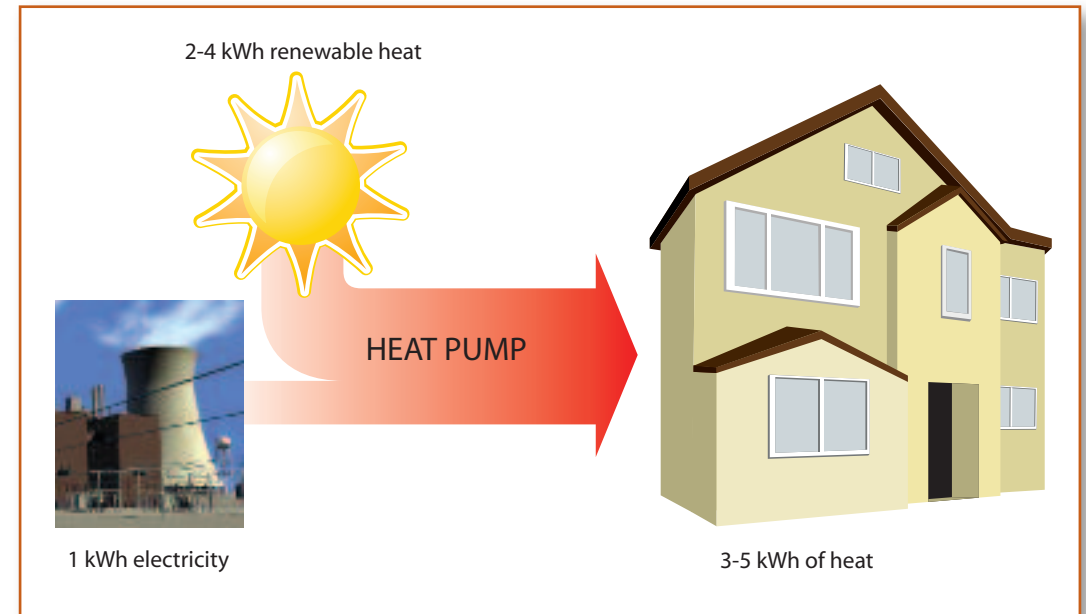 2-4 kWh renewable heat
HEAT PUMP
1 kWh electricity
3-5 kWh of heat